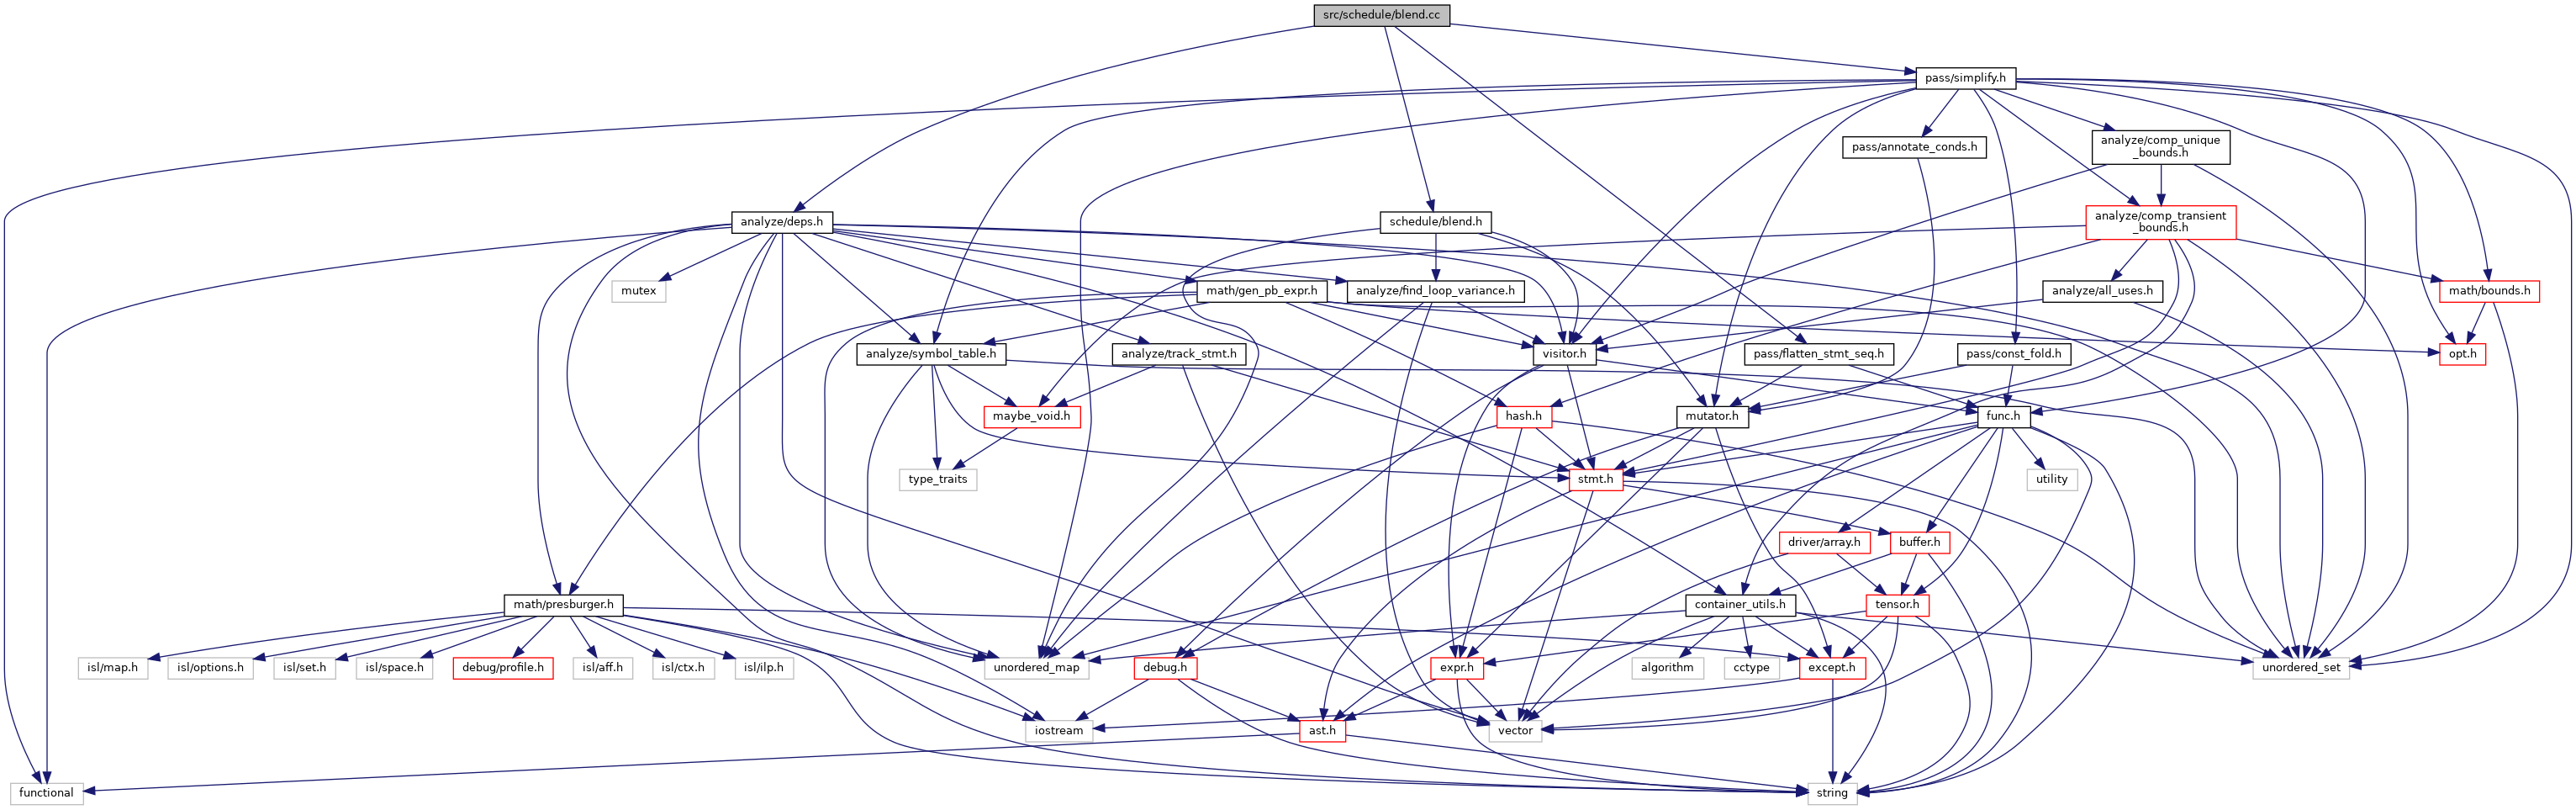 src/schedule/blend.cc
pass/simplify.h
pass/annotate_conds.h
analyze/comp_unique
_bounds.h
analyze/deps.h
schedule/blend.h
analyze/comp_transient
_bounds.h
mutex
math/gen_pb_expr.h
analyze/find_loop_variance.h
analyze/all_uses.h
math/bounds.h
analyze/symbol_table.h
analyze/track_stmt.h
visitor.h
pass/flatten_stmt_seq.h
pass/const_fold.h
opt.h
maybe_void.h
hash.h
mutator.h
func.h
type_traits
stmt.h
utility
driver/array.h
buffer.h
math/presburger.h
container_utils.h
tensor.h
isl/map.h
isl/options.h
isl/set.h
isl/space.h
debug/profile.h
isl/aff.h
isl/ctx.h
isl/ilp.h
unordered_map
debug.h
expr.h
algorithm
cctype
except.h
unordered_set
iostream
ast.h
vector
functional
string